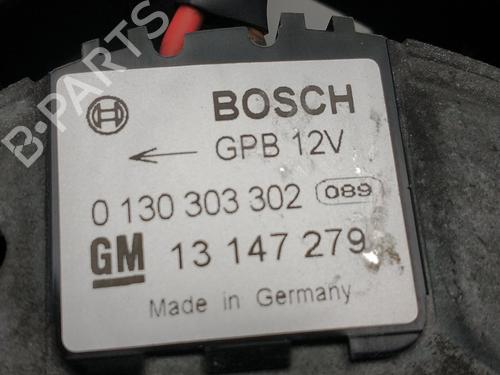 BOSCH
← GPB 12V
0 130 303 302 089
GM 13 147 279
Made in Germany
B-PARTS